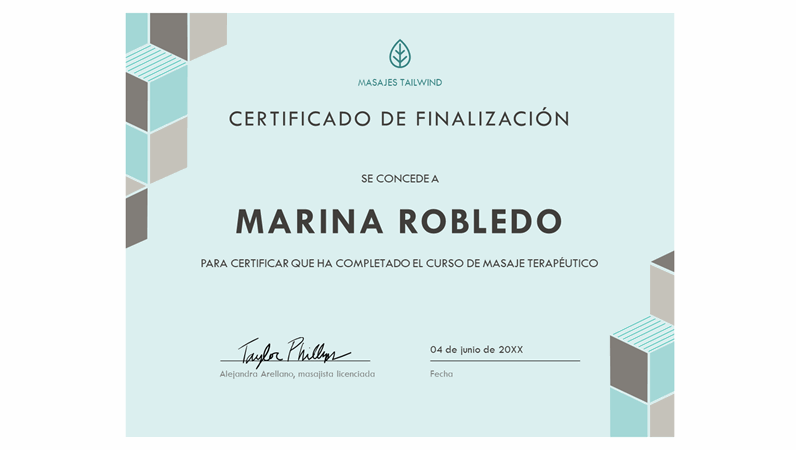 MASAJES TAILWIND
CERTIFICADO DE FINALIZACIÓN
SE CONCEDE A
MARINA ROBLEDO
PARA CERTIFICAR QUE HA COMPLETADO EL CURSO DE MASAJE TERAPÉUTICO
Taylor Phillips
04 de junio de 20XX
Alejandra Arellano, masajista licenciada
Fecha